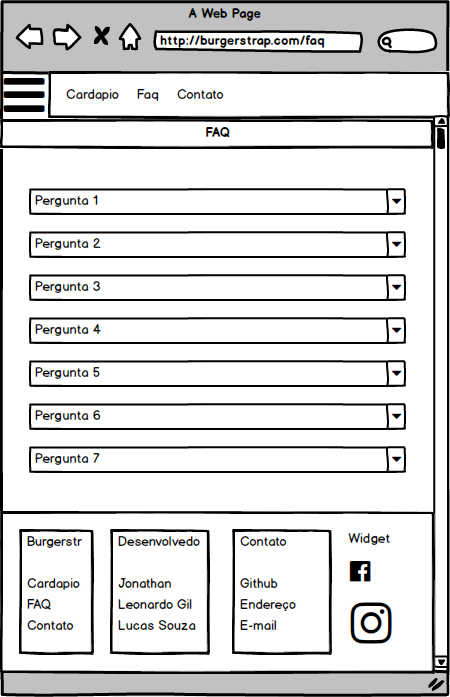 A Web Page
http://burgerstrap.com/faq
Cardapio Faq Contato
FAQ
Pergunta 1
Pergunta 2
Pergunta 3
Pergunta 4
Pergunta 5
Pergunta 6
Pergunta 7
Burgerstr
Cardapio
FAQ
Contato
Desenvolvedo
Jonathan
Leonardo Gil
Lucas Souza
Contato
Github
Endereço
E-mail
Widget